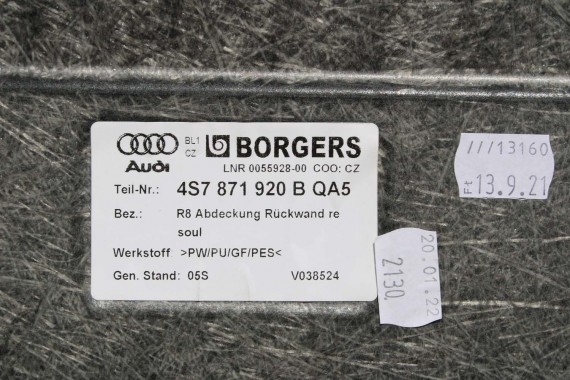 BL1
CZ
BORGERS
Audi
LNR 0055928-00 COO: CZ
Teil-Nr.: 4S7 871 920 B QA5
Bez.: R8 Abdeckung Rückwand re
soul
Werkstoff: >PW/PU/GF/PES<
Gen. Stand: 05S V038524
///13160
Ft 13.9.21
20.01.22
2130,